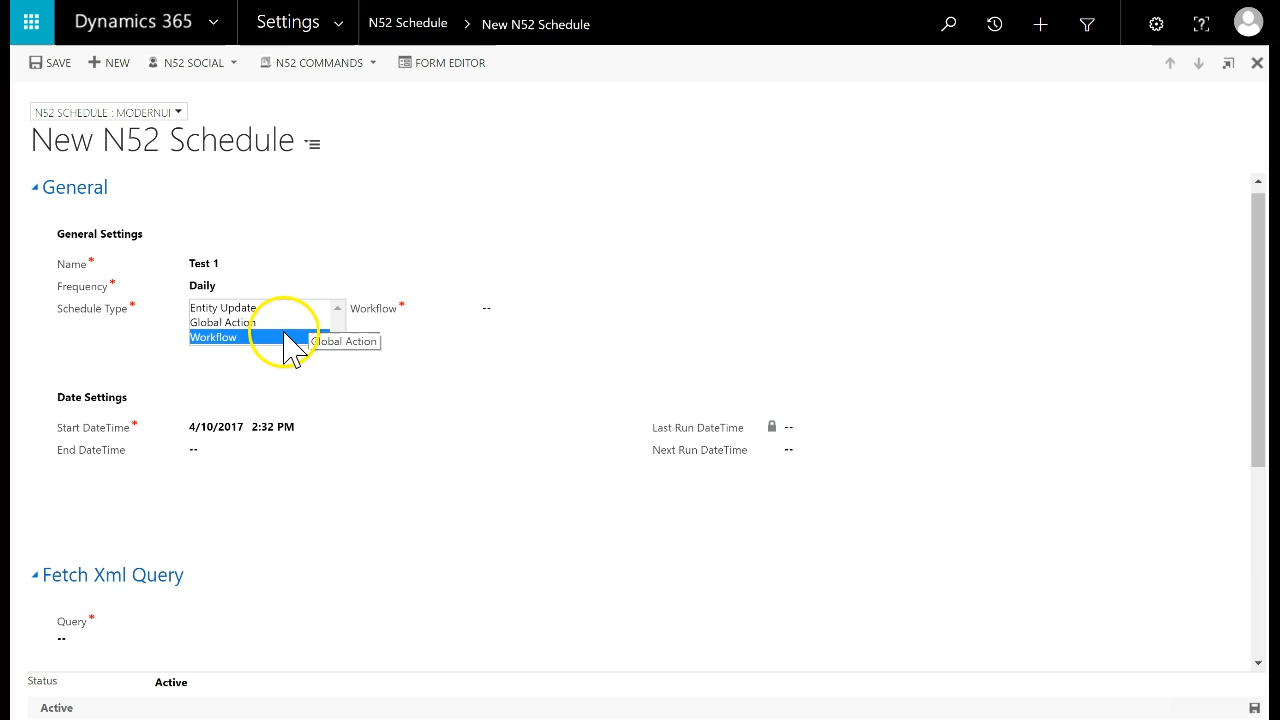 Dynamics 365 Settings N52 Schedule > New N52 Schedule
SAVE NEW N52 SOCIAL N52 COMMANDS FORM EDITOR
N52 SCHEDULE : MODERNUI
New N52 Schedule
General
General Settings
Name* Test 1
Frequency* Daily
Schedule Type* Entity Update Workflow* --
Global Action
Workflow Global Action
Date Settings
Start DateTime* 4/10/2017 2:32 PM Last Run DateTime --
End DateTime -- Next Run DateTime --
Fetch Xml Query
Query*
--
Status Active
Active